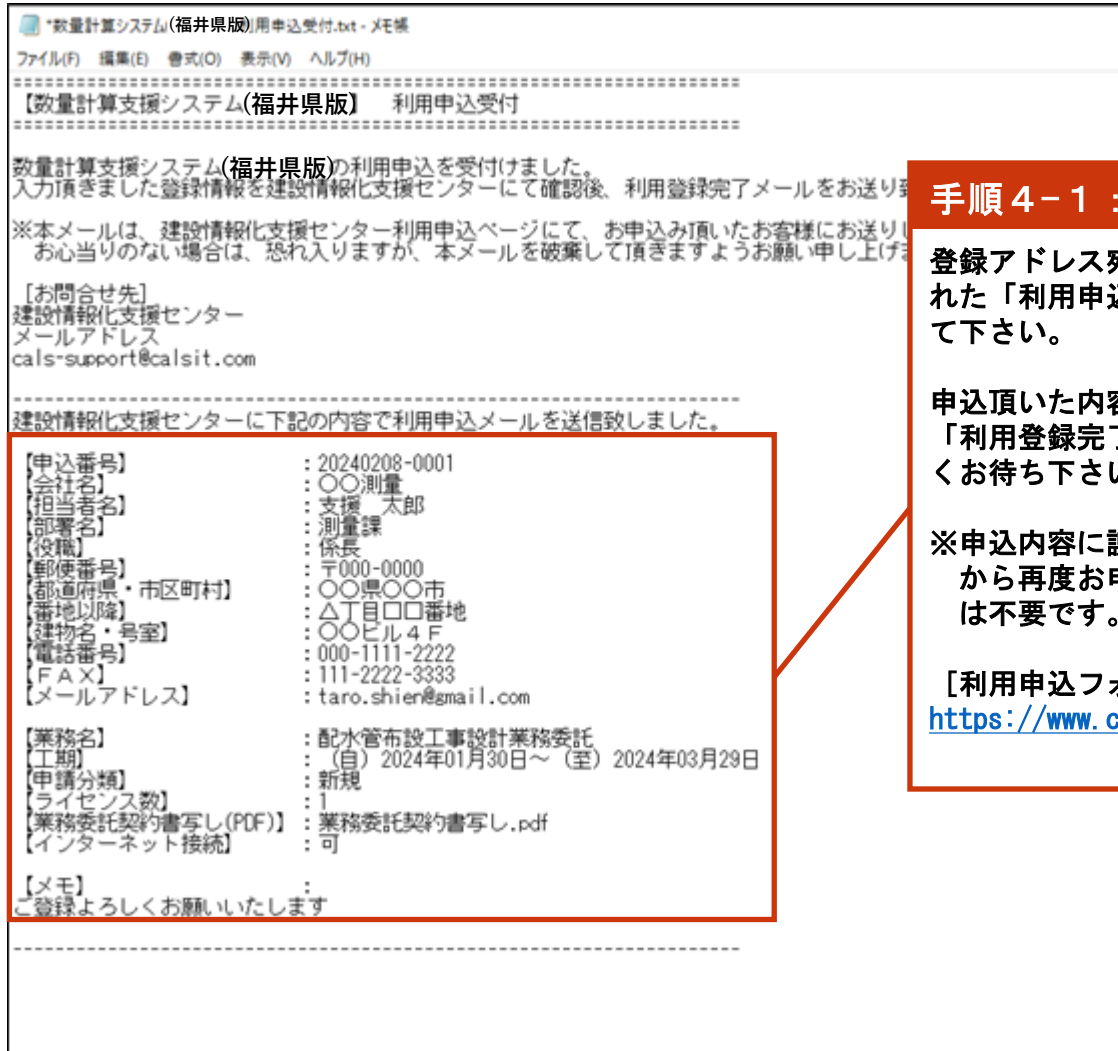 *数量計算システム(福井県版)利用申込受付.txt - メモ帳
ファイル(F) 編集(E) 書式(O) 表示(V) ヘルプ(H)
【数量計算支援システム(福井県版】 利用申込受付
数量計算支援システム(福井県版)の利用申込を受付けました。
入力頂きました登録情報を建設情報化支援センターにて確認後、利用登録完了メールをお送り
※本メールは、建設情報化支援センター利用申込ページにて、お申込み頂いたお客様にお送りし
お心当りのない場合は、恐れ入りますが、本メールを破棄して頂きますようお願い申し上げま
[お問合せ先]
建設情報化支援センター
メールアドレス
cals-support@calsit.com
建設情報化支援センターに下記の内容で利用申込メールを送信致しました。
【申込番号】 : 20240208-0001
【会社名】 : 〇〇測量
【担当者名】 : 支援 太郎
【部署名】 : 測量課
【役職】 : 係長
【郵便番号】 : 〒000-0000
【都道府県・市区町村】 : 〇〇県〇〇市
【番地以降】 : △丁目□□番地
【建物名・号室】 : 〇〇ビル４Ｆ
【電話番号】 : 000-1111-2222
【ＦＡＸ】 : 111-2222-3333
【メールアドレス】 : taro.shien@gmail.com
【業務名】 : 配水管布設工事設計業務委託
【工期】 : （自）2024年01月30日～（至）2024年03月29日
【申請分類】 : 新規
【ライセンス数】 : 1
【業務委託契約書写し(PDF)】 : 業務委託契約書写し.pdf
【インターネット接続】 : 可
【メモ】 :
ご登録よろしくお願いいたします
手順４−１：
登録アドレス宛
れた「利用申込
て下さい。
申込頂いた内容
「利用登録完了
くお待ち下さい
※申込内容に誤
から再度お申
は不要です。
[利用申込フォ
https://www.c